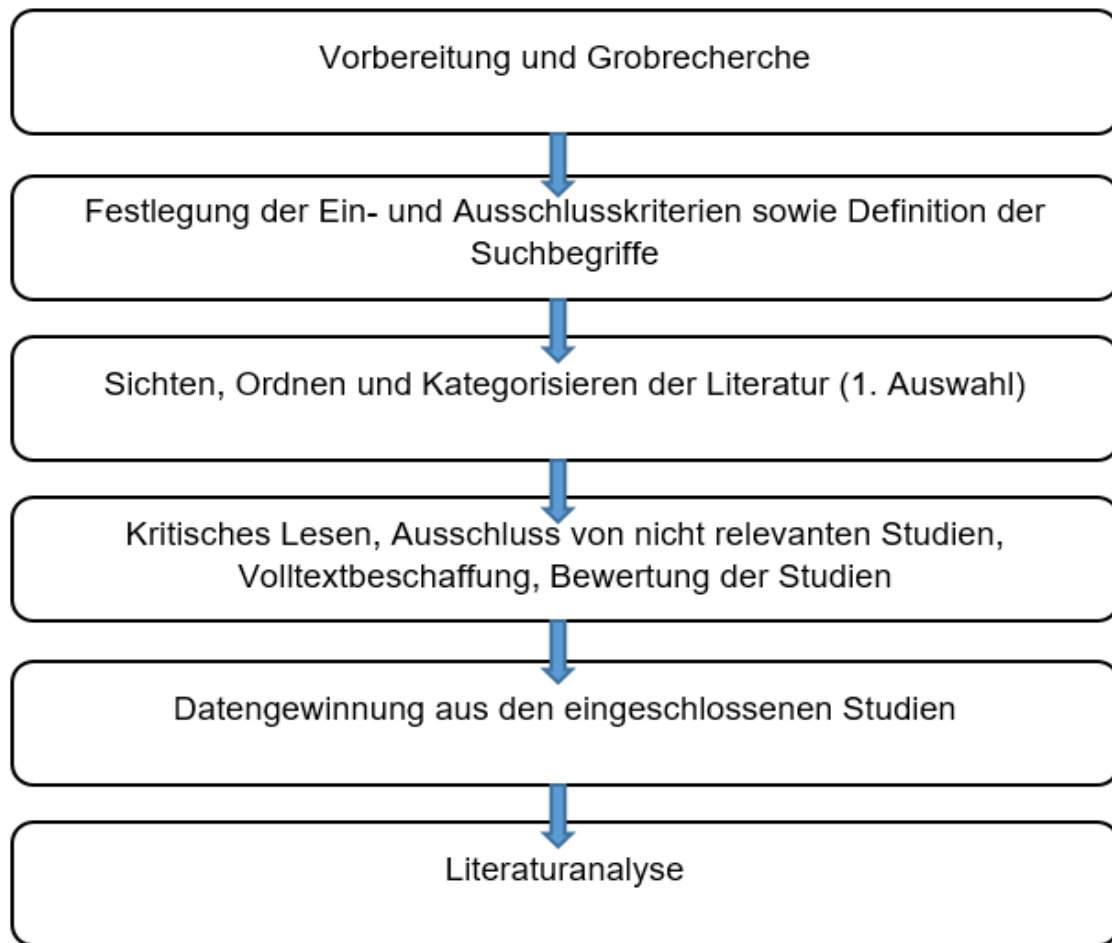 Vorbereitung und Grobrecherche
Festlegung der Ein- und Ausschlusskriterien sowie Definition der
Suchbegriffe
Sichten, Ordnen und Kategorisieren der Literatur (1. Auswahl)
Kritisches Lesen, Ausschluss von nicht relevanten Studien,
Volltextbeschaffung, Bewertung der Studien
Datengewinnung aus den eingeschlossenen Studien
Literaturanalyse